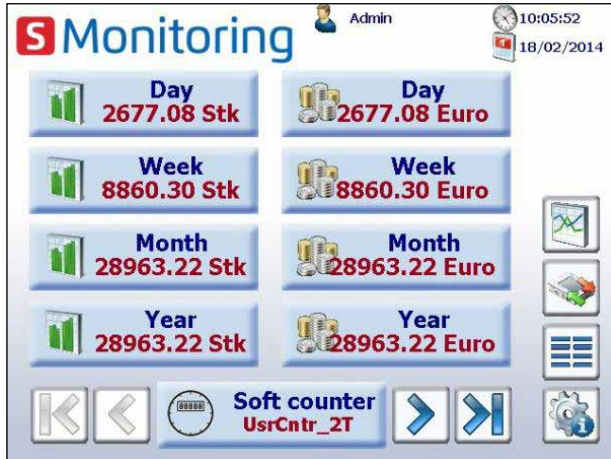 S Monitoring
Admin
10:05:52
18/02/2014
Day
2677.08 Stk
Day
2677.08 Euro
Week
8860.30 Stk
Week
8860.30 Euro
Month
28963.22 Stk
Month
28963.22 Euro
Year
28963.22 Stk
Year
28963.22 Euro
Soft counter
UsrCntr_2T